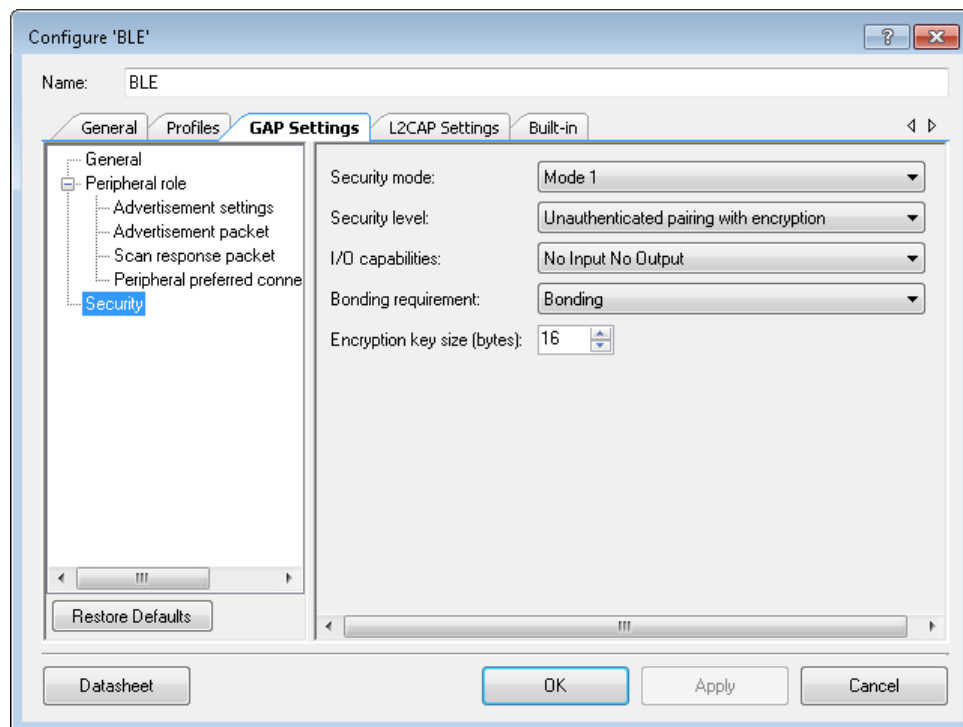 Configure 'BLE'
Name: BLE
General Profiles GAP Settings L2CAP Settings Built-in
General
Peripheral role
Advertisement settings
Advertisement packet
Scan response packet
Peripheral preferred conne
Security
Security mode: Mode 1
Security level: Unauthenticated pairing with encryption
I/O capabilities: No Input No Output
Bonding requirement: Bonding
Encryption key size (bytes): 16
Restore Defaults
Datasheet OK Apply Cancel